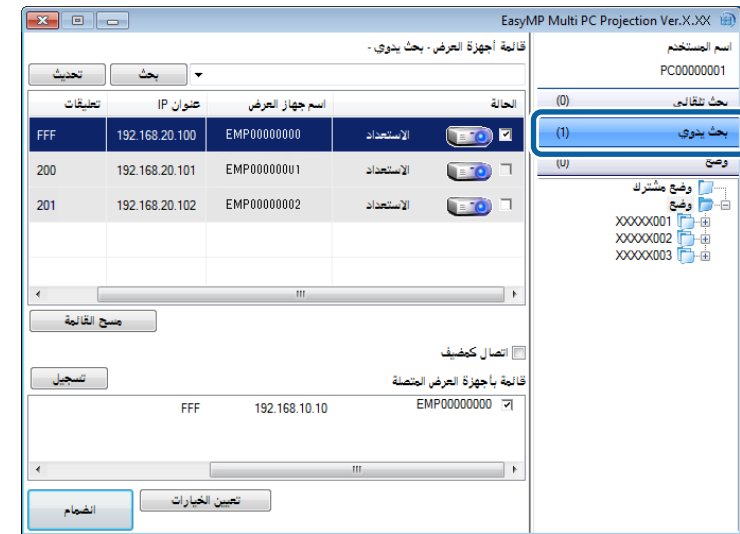 EasyMP Multi PC Projection Ver.X.XX
اسم المستخدم
PC00000001
بحث تلقائي (0)
بحث يدوي (1)
وضع (0)
وضع مشترك
وضع
XXXXX001
XXXXX002
XXXXX003
قائمة أجهزة العرض - بحث يدوي -
بحث تحديث
الحالة اسم جهاز العرض عنوان IP تعليقات
الاستعداد EMP00000000 192.168.20.100 FFF
الاستعداد EMP00000001 192.168.20.101 200
الاستعداد EMP00000002 192.168.20.102 201
مسح القائمة
اتصال كمضيف
قائمة بأجهزة العرض المتصلة تسجيل
EMP00000000 192.168.10.10 FFF
تعيين الخيارات
انضمام